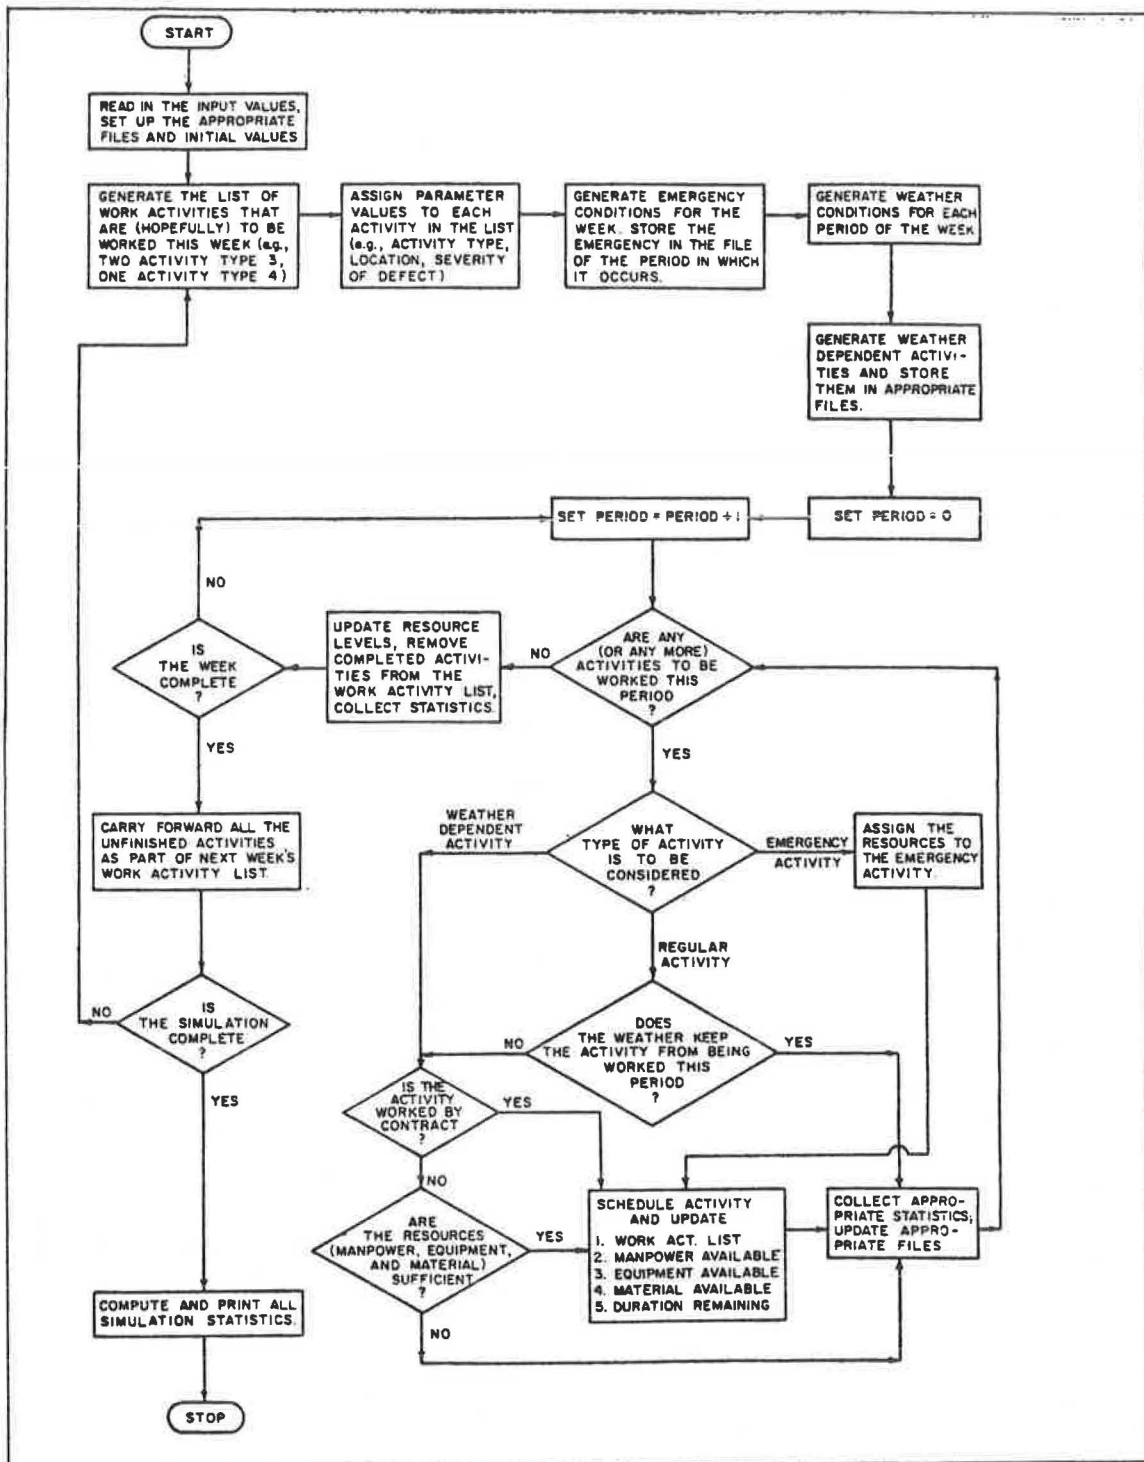 START
READ IN THE INPUT VALUES,
SET UP THE APPROPRIATE
FILES AND INITIAL VALUES
GENERATE THE LIST OF
WORK ACTIVITIES THAT
ARE (HOPEFULLY) TO BE
WORKED THIS WEEK (e.g.,
TWO ACTIVITY TYPE 3,
ONE ACTIVITY TYPE 4)
ASSIGN PARAMETER
VALUES TO EACH
ACTIVITY IN THE LIST
(e.g., ACTIVITY TYPE,
LOCATION, SEVERITY
OF DEFECT)
GENERATE EMERGENCY
CONDITIONS FOR THE
WEEK. STORE THE
EMERGENCY IN THE FILE
OF THE PERIOD IN WHICH
IT OCCURS.
GENERATE WEATHER
CONDITIONS FOR EACH
PERIOD OF THE WEEK
GENERATE WEATHER
DEPENDENT ACTIVI-
TIES AND STORE
THEM IN APPROPRIATE
FILES.
SET PERIOD = 0
SET PERIOD = PERIOD + 1
ARE ANY
(OR ANY MORE)
ACTIVITIES TO BE
WORKED THIS
PERIOD
?
NO
UPDATE RESOURCE
LEVELS, REMOVE
COMPLETED ACTIVI-
TIES FROM THE
WORK ACTIVITY LIST,
COLLECT STATISTICS.
IS
THE WEEK
COMPLETE
?
NO
YES
CARRY FORWARD ALL THE
UNFINISHED ACTIVITIES
AS PART OF NEXT WEEK'S
WORK ACTIVITY LIST.
IS
THE SIMULATION
COMPLETE
?
NO
YES
COMPUTE AND PRINT ALL
SIMULATION STATISTICS.
STOP
YES
WHAT
TYPE OF ACTIVITY
IS TO BE
CONSIDERED
?
WEATHER
DEPENDENT
ACTIVITY
EMERGENCY
ACTIVITY
ASSIGN THE
RESOURCES TO
THE EMERGENCY
ACTIVITY.
REGULAR
ACTIVITY
DOES
THE WEATHER KEEP
THE ACTIVITY FROM BEING
WORKED THIS
PERIOD
?
NO
YES
IS THE
ACTIVITY
WORKED BY
CONTRACT
?
YES
NO
ARE
THE RESOURCES
(MANPOWER, EQUIPMENT,
AND MATERIAL)
SUFFICIENT
?
YES
NO
SCHEDULE ACTIVITY
AND UPDATE
1. WORK ACT. LIST
2. MANPOWER AVAILABLE
3. EQUIPMENT AVAILABLE
4. MATERIAL AVAILABLE
5. DURATION REMAINING
COLLECT APPRO-
PRIATE STATISTICS;
UPDATE APPRO-
PRIATE FILES